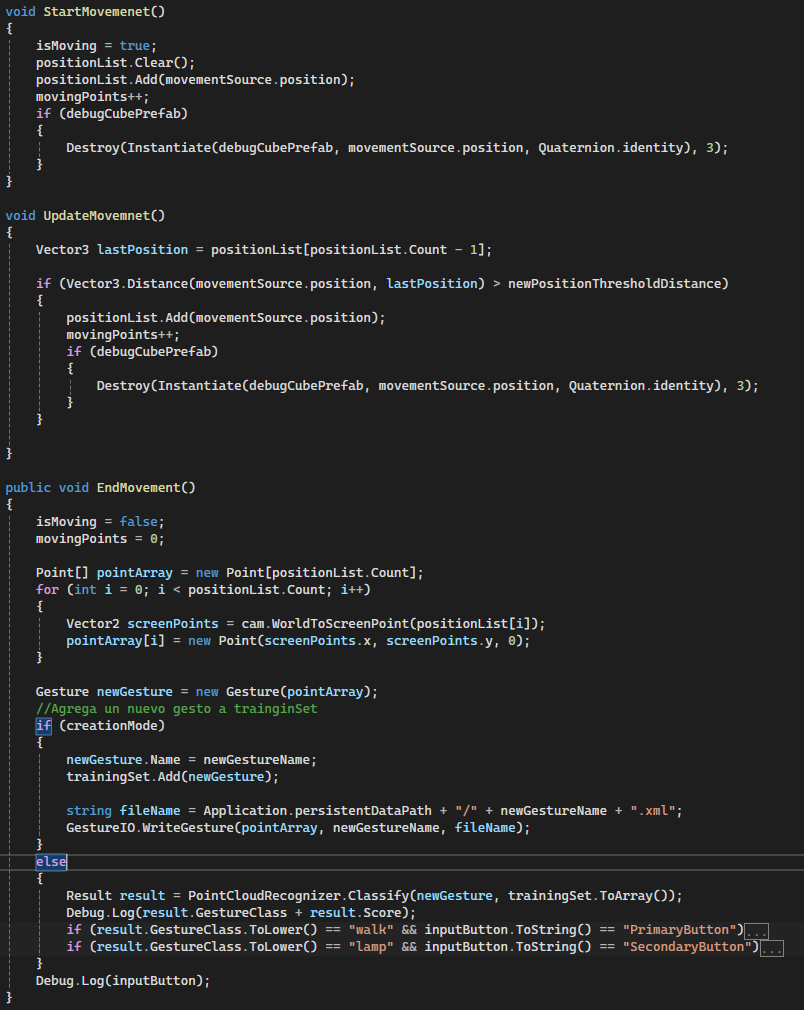 void StartMovemenet()
{
isMoving = true;
positionList.Clear();
positionList.Add(movementSource.position);
movingPoints++;
if (debugCubePrefab)
{
Destroy(Instantiate(debugCubePrefab, movementSource.position, Quaternion.identity), 3);
}
}
void UpdateMovemnet()
{
Vector3 lastPosition = positionList[positionList.Count - 1];
if (Vector3.Distance(movementSource.position, lastPosition) > newPositionThresholdDistance)
{
positionList.Add(movementSource.position);
movingPoints++;
if (debugCubePrefab)
{
Destroy(Instantiate(debugCubePrefab, movementSource.position, Quaternion.identity), 3);
}
}
}
public void EndMovement()
{
isMoving = false;
movingPoints = 0;
Point[] pointArray = new Point[positionList.Count];
for (int i = 0; i < positionList.Count; i++)
{
Vector2 screenPoints = cam.WorldToScreenPoint(positionList[i]);
pointArray[i] = new Point(screenPoints.x, screenPoints.y, 0);
}
Gesture newGesture = new Gesture(pointArray);
//Agrega un nuevo gesto a trainginSet
if (creationMode)
{
newGesture.Name = newGestureName;
trainingSet.Add(newGesture);
string fileName = Application.persistentDataPath + "/" + newGestureName + ".xml";
GestureIO.WriteGesture(pointArray, newGestureName, fileName);
}
else
{
Result result = PointCloudRecognizer.Classify(newGesture, trainingSet.ToArray());
Debug.Log(result.GestureClass + result.Score);
if (result.GestureClass.ToLower() == "walk" && inputButton.ToString() == "PrimaryButton")...
if (result.GestureClass.ToLower() == "lamp" && inputButton.ToString() == "SecondaryButton")...
}
Debug.Log(inputButton);
}